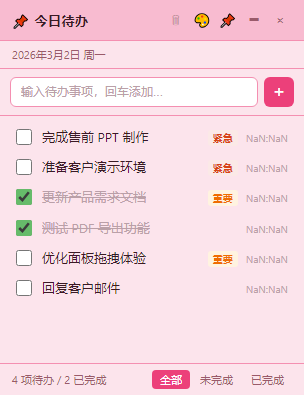 今日待办
2026年3月2日 周一
输入待办事项，回车添加...
+
完成售前 PPT 制作 紧急 NaN:NaN
准备客户演示环境 紧急 NaN:NaN
更新产品需求文档 重要 NaN:NaN
测试 PDF 导出功能 NaN:NaN
优化面板拖拽体验 重要 NaN:NaN
回复客户邮件 NaN:NaN
4 项待办 / 2 已完成 全部 未完成 已完成